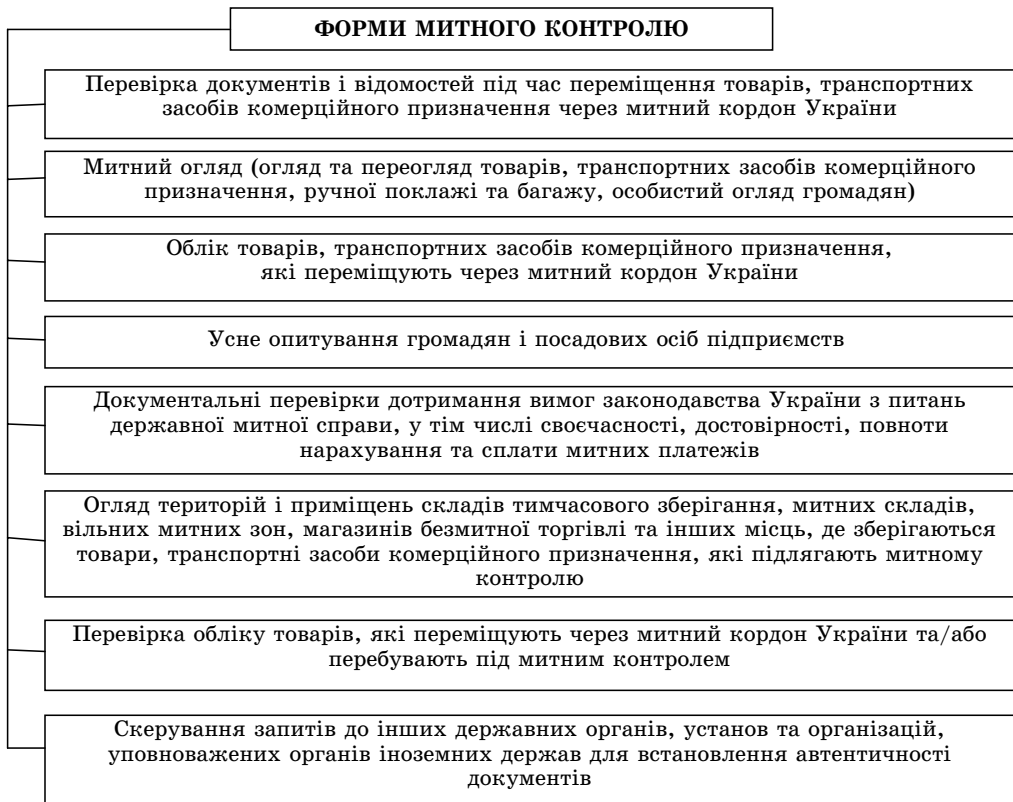 ФОРМИ МИТНОГО КОНТРОЛЮ
Перевірка документів і відомостей під час переміщення товарів, транспортних
засобів комерційного призначення через митний кордон України
Митний огляд (огляд та переогляд товарів, транспортних засобів комерційного
призначення, ручної поклажі та багажу, особистий огляд громадян)
Облік товарів, транспортних засобів комерційного призначення,
які переміщують через митний кордон України
Усне опитування громадян і посадових осіб підприємств
Документальні перевірки дотримання вимог законодавства України з питань
державної митної справи, у тім числі своєчасності, достовірності, повноти
нарахування та сплати митних платежів
Огляд територій і приміщень складів тимчасового зберігання, митних складів,
вільних митних зон, магазинів безмитної торгівлі та інших місць, де зберігаються
товари, транспортні засоби комерційного призначення, які підлягають митному
контролю
Перевірка обліку товарів, які переміщують через митний кордон України та/або
перебувають під митним контролем
Скерування запитів до інших державних органів, установ та організацій,
уповноважених органів іноземних держав для встановлення автентичності
документів